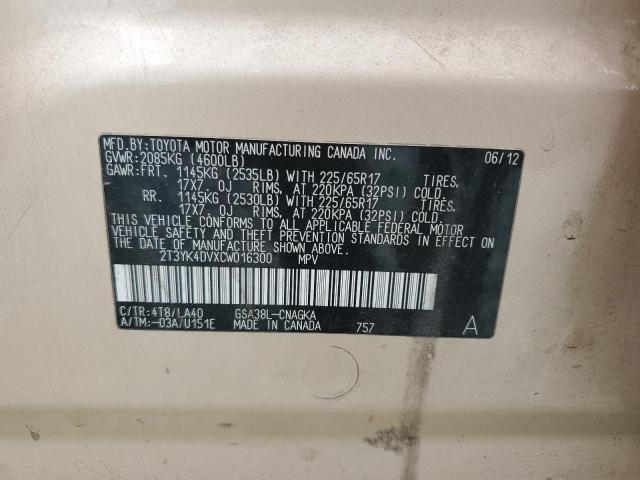 MFD.BY:TOYOTA MOTOR MANUFACTURING CANADA INC. 06/12
GVWR:2085KG (4600LB)
GAWR:FRT. 1145KG (2535LB) WITH 225/65R17 TIRES,
17X7.0J RIMS, AT 220KPA (32PSI) COLD.
RR. 1145KG (2530LB) WITH 225/65R17 TIRES,
17X7.0J RIMS, AT 220KPA (32PSI) COLD.
THIS VEHICLE CONFORMS TO ALL APPLICABLE FEDERAL MOTOR
VEHICLE SAFETY AND THEFT PREVENTION STANDARDS IN EFFECT
ON THE DATE OF MANUFACTURE SHOWN ABOVE.
2T3YK4DVXCW016300 MPV
C/TR:4T8/LA40 GSA38L-CNAGKA
A/TM:-03A/U151E MADE IN CANADA 757 A